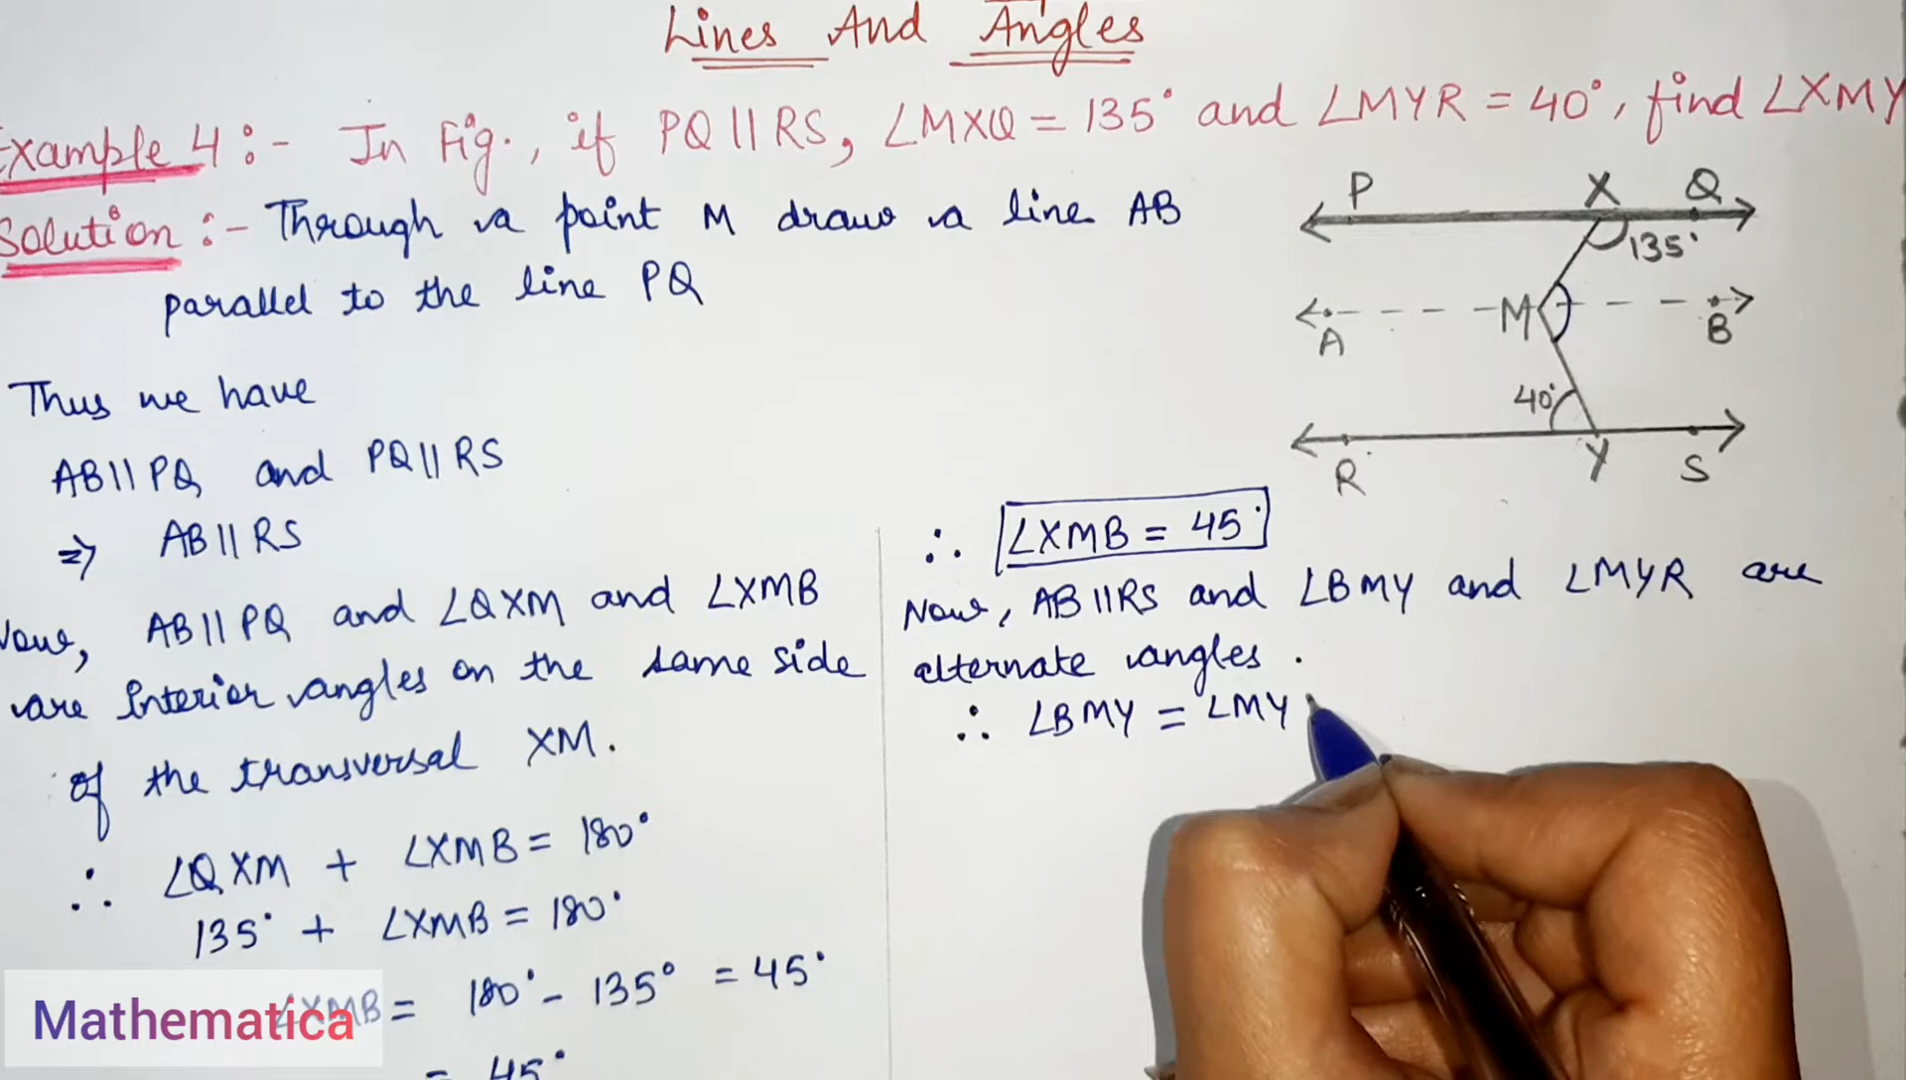 Lines And Angles
Example 4:- In Fig., if PQ || RS, ∠MXQ = 135° and ∠MYR = 40°, find ∠XMY
Solution :- Through a point M draw a line AB
parallel to the line PQ
Thus we have
AB || PQ and PQ || RS
⇒ AB || RS
Now, AB || PQ and ∠QXM and ∠XMB
are interior angles on the same side
of the transversal XM.
∴ ∠QXM + ∠XMB = 180°
135° + ∠XMB = 180°
∠XMB = 180° - 135° = 45°
= 45°
P X Q
135°
A M B
40°
R Y S
∴ ∠XMB = 45°
Now, AB || RS and ∠BMY and ∠MYR are
alternate angles.
∴ ∠BMY = ∠MY
Mathematica